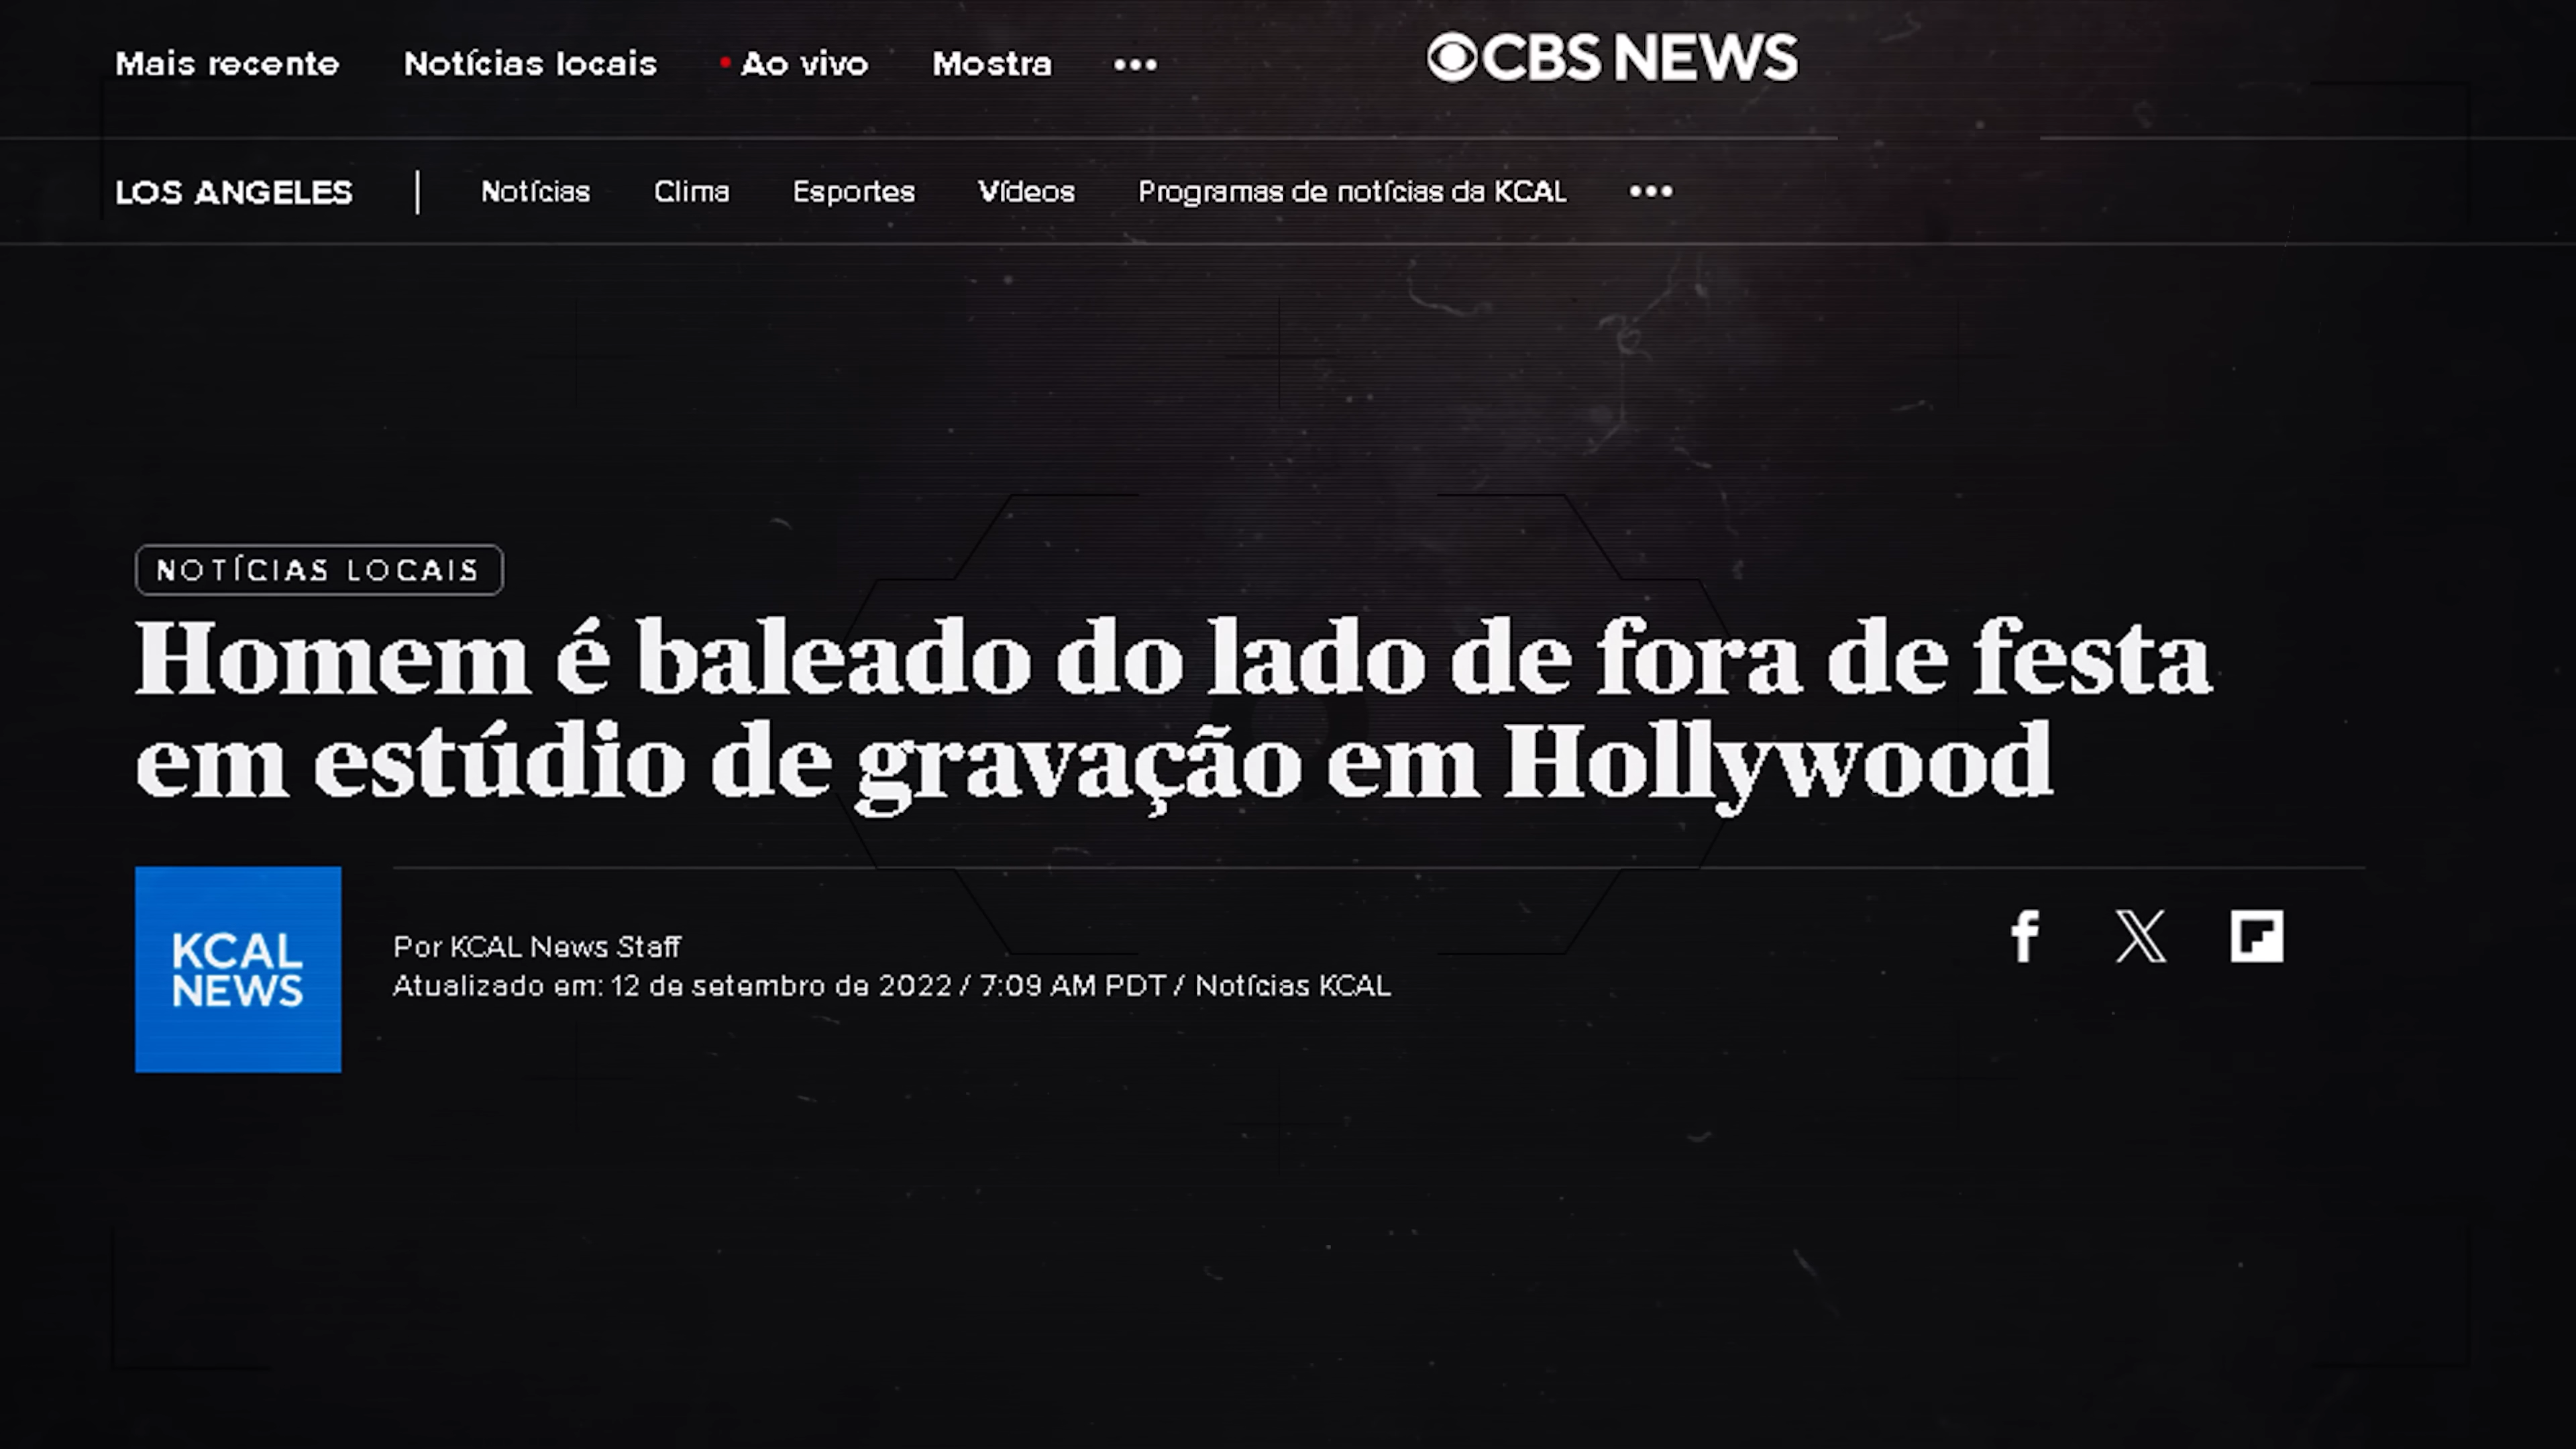 Mais recente Notícias locais Ao vivo Mostra ••• CBS NEWS
LOS ANGELES | Notícias Clima Esportes Vídeos Programas de notícias da KCAL •••
NOTÍCIAS LOCAIS
Homem é baleado do lado de fora de festa
em estúdio de gravação em Hollywood
KCAL
NEWS
Por KCAL News Staff
Atualizado em: 12 de setembro de 2022 / 7:09 AM PDT / Notícias KCAL